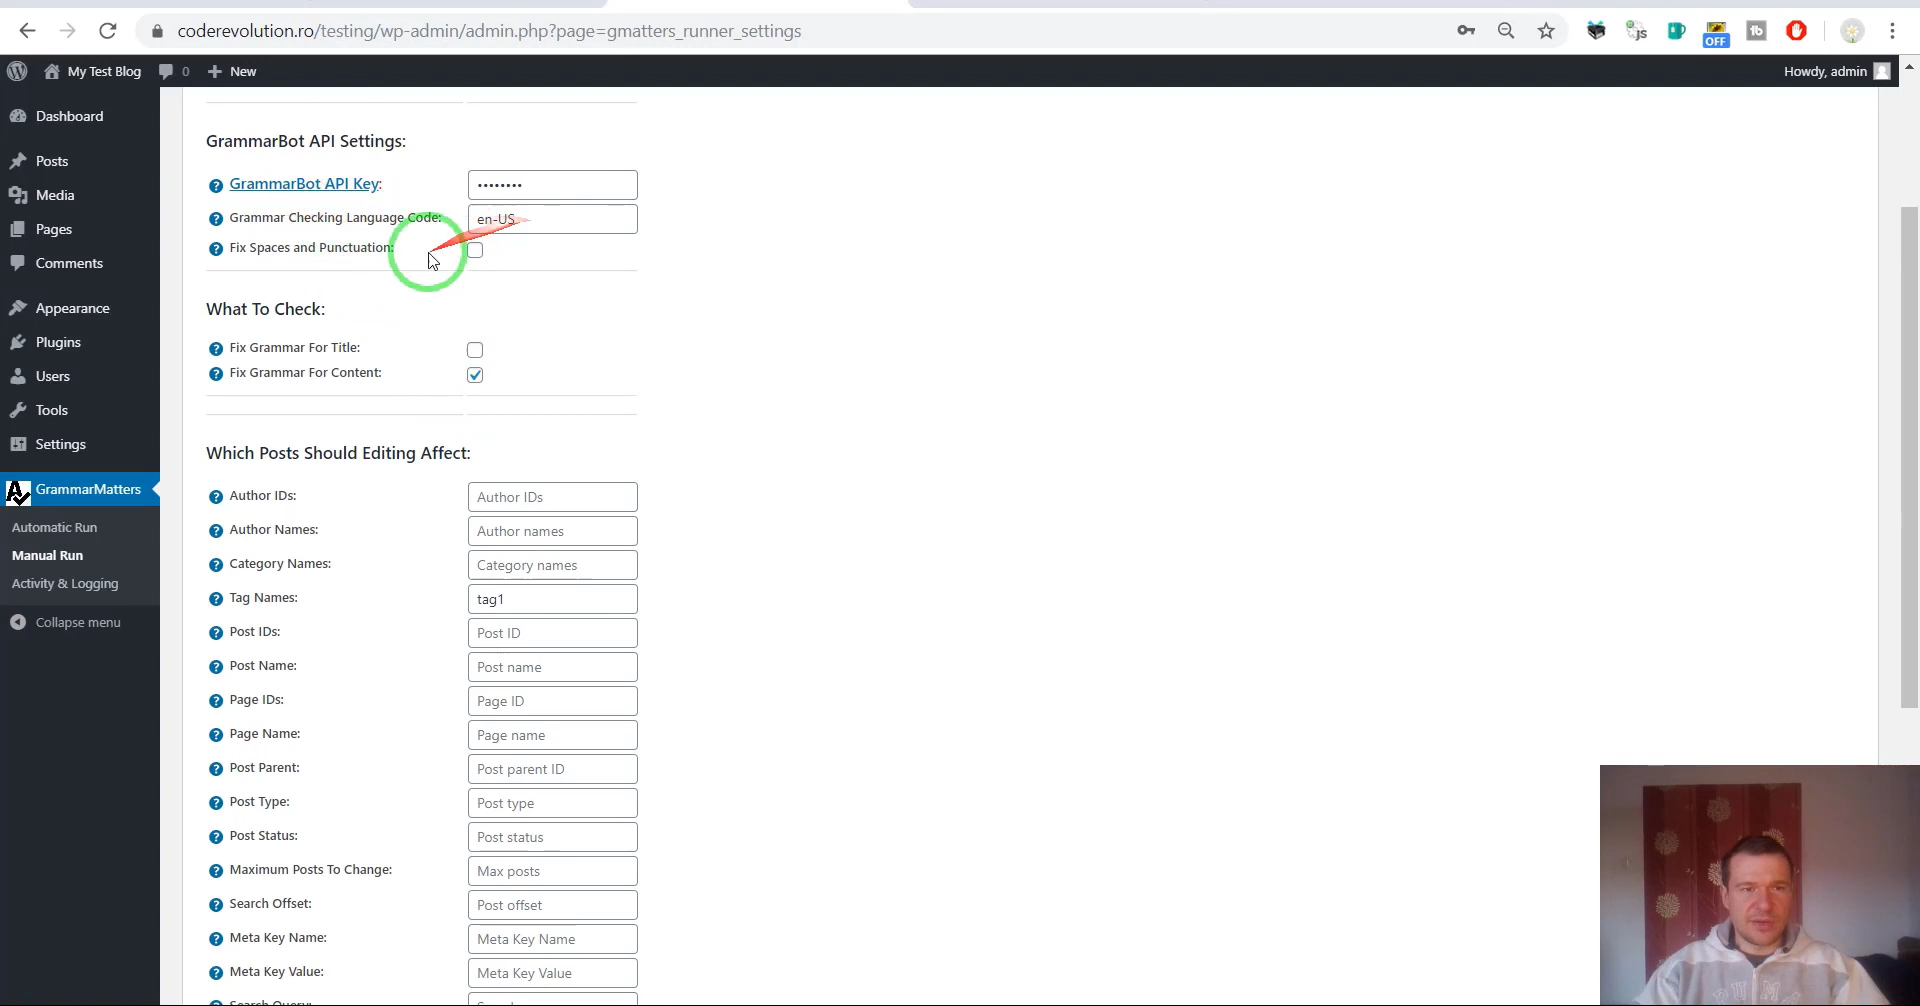 coderevolution.ro/testing/wp-admin/admin.php?page=gmatters_runner_settings
OFF
My Test Blog
0
New
Howdy, admin
Dashboard
Posts
Media
Pages
Comments
Appearance
Plugins
Users
Tools
Settings
GrammarMatters
Automatic Run
Manual Run
Activity & Logging
Collapse menu
GrammarBot API Settings:
GrammarBot API Key: ••••••••
Grammar Checking Language Code: en-US
Fix Spaces and Punctuation:
What To Check:
Fix Grammar For Title:
Fix Grammar For Content:
Which Posts Should Editing Affect:
Author IDs: Author IDs
Author Names: Author names
Category Names: Category names
Tag Names: tag1
Post IDs: Post ID
Post Name: Post name
Page IDs: Page ID
Page Name: Page name
Post Parent: Post parent ID
Post Type: Post type
Post Status: Post status
Maximum Posts To Change: Max posts
Search Offset: Post offset
Meta Key Name: Meta Key Name
Meta Key Value: Meta Key Value